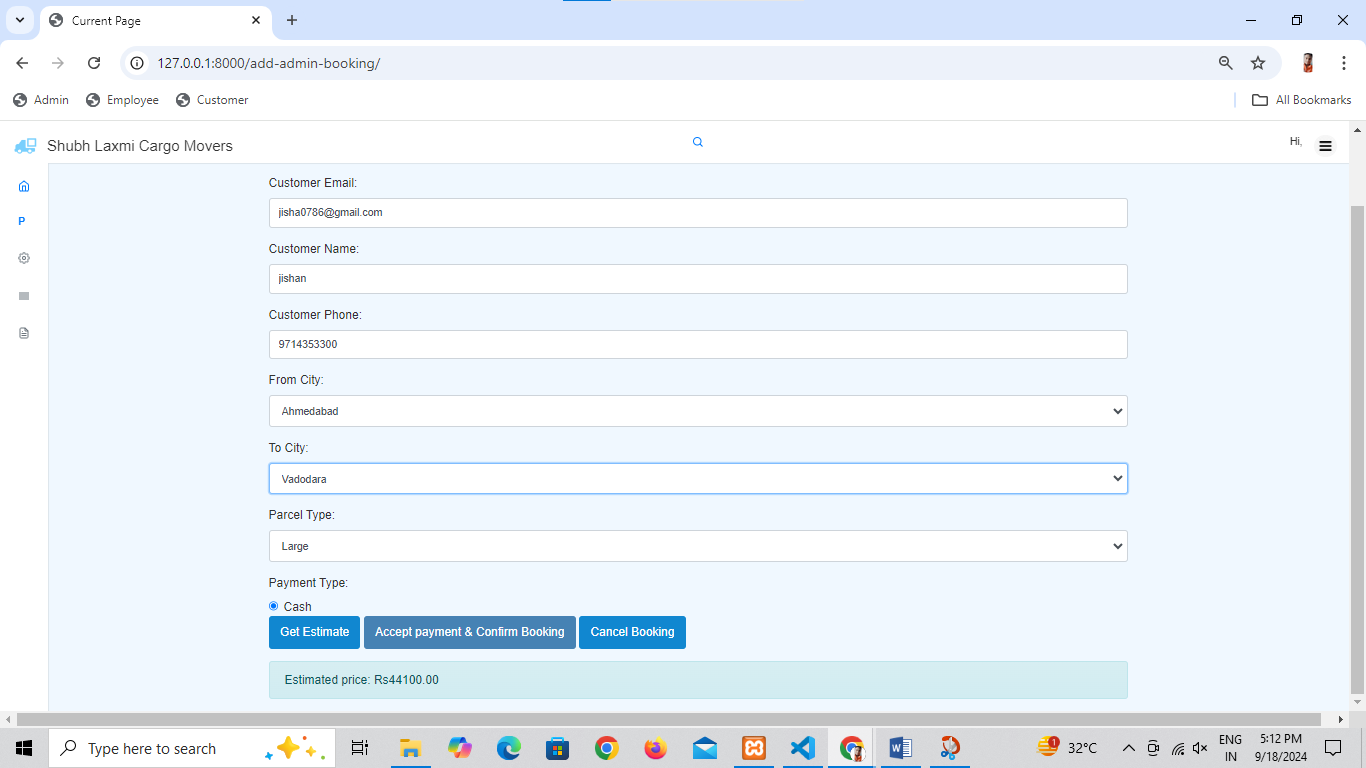 Current Page
127.0.0.1:8000/add-admin-booking/
Admin Employee Customer All Bookmarks
Shubh Laxmi Cargo Movers Hi,
P
Customer Email:
jisha0786@gmail.com
Customer Name:
jishan
Customer Phone:
9714353300
From City:
Ahmedabad
To City:
Vadodara
Parcel Type:
Large
Payment Type:
Cash
Get Estimate Accept payment & Confirm Booking Cancel Booking
Estimated price: Rs44100.00
Type here to search
1
32°C
ENG
IN
5:12 PM
9/18/2024